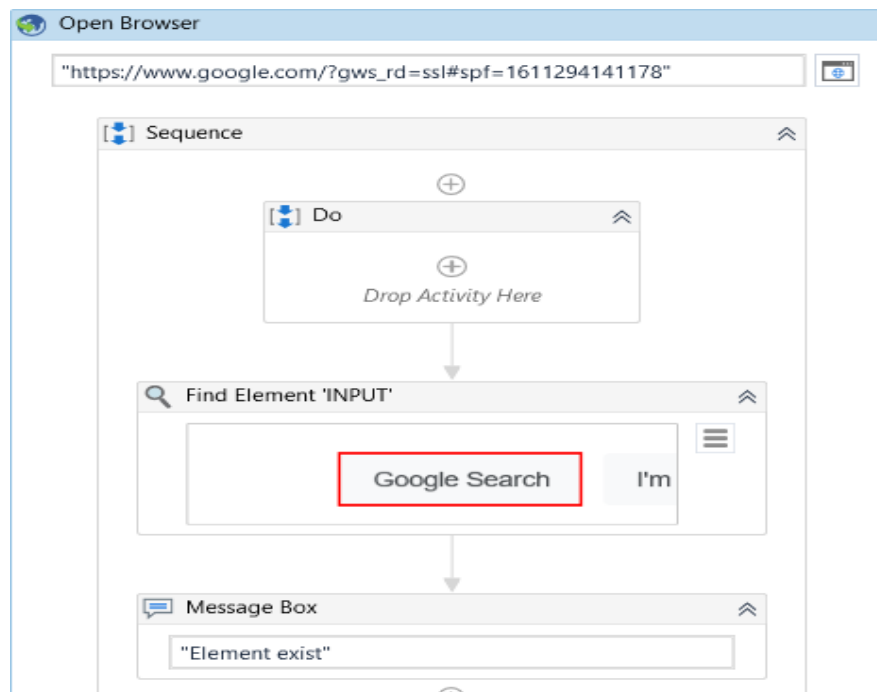 Open Browser
"https://www.google.com/?gws_rd=ssl#spf=1611294141178"
Sequence
Do
Drop Activity Here
Find Element 'INPUT'
Google Search I'm
Message Box
"Element exist"